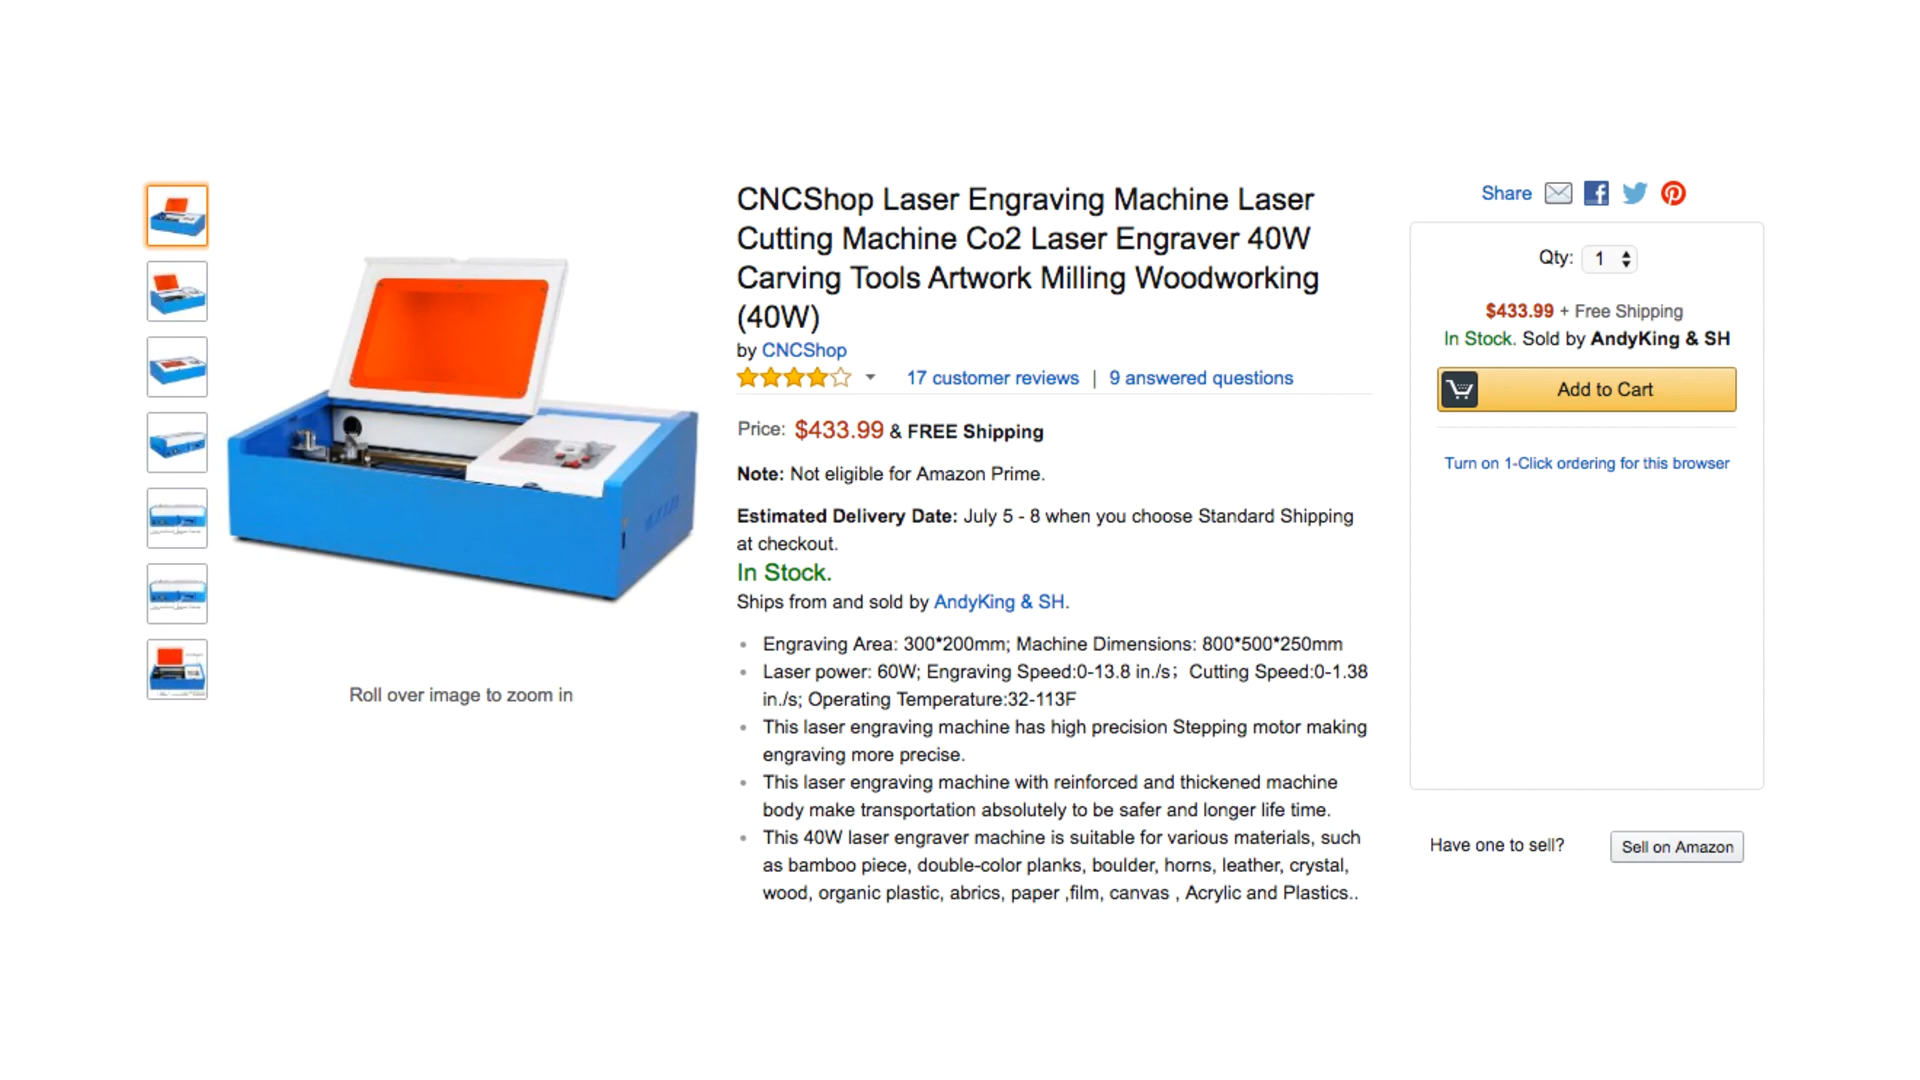 CNCShop Laser Engraving Machine Laser
Cutting Machine Co2 Laser Engraver 40W
Carving Tools Artwork Milling Woodworking
(40W)
by CNCShop
17 customer reviews | 9 answered questions
Price: $433.99 & FREE Shipping
Note: Not eligible for Amazon Prime.
Estimated Delivery Date: July 5 - 8 when you choose Standard Shipping
at checkout.
In Stock.
Ships from and sold by AndyKing & SH.
Engraving Area: 300*200mm; Machine Dimensions: 800*500*250mm
Laser power: 60W; Engraving Speed:0-13.8 in./s；Cutting Speed:0-1.38
in./s; Operating Temperature:32-113F
This laser engraving machine has high precision Stepping motor making
engraving more precise.
This laser engraving machine with reinforced and thickened machine
body make transportation absolutely to be safer and longer life time.
This 40W laser engraver machine is suitable for various materials, such
as bamboo piece, double-color planks, boulder, horns, leather, crystal,
wood, organic plastic, abrics, paper ,film, canvas , Acrylic and Plastics..
Roll over image to zoom in
Share
Qty: 1
$433.99 + Free Shipping
In Stock. Sold by AndyKing & SH
Add to Cart
Turn on 1-Click ordering for this browser
Have one to sell?
Sell on Amazon